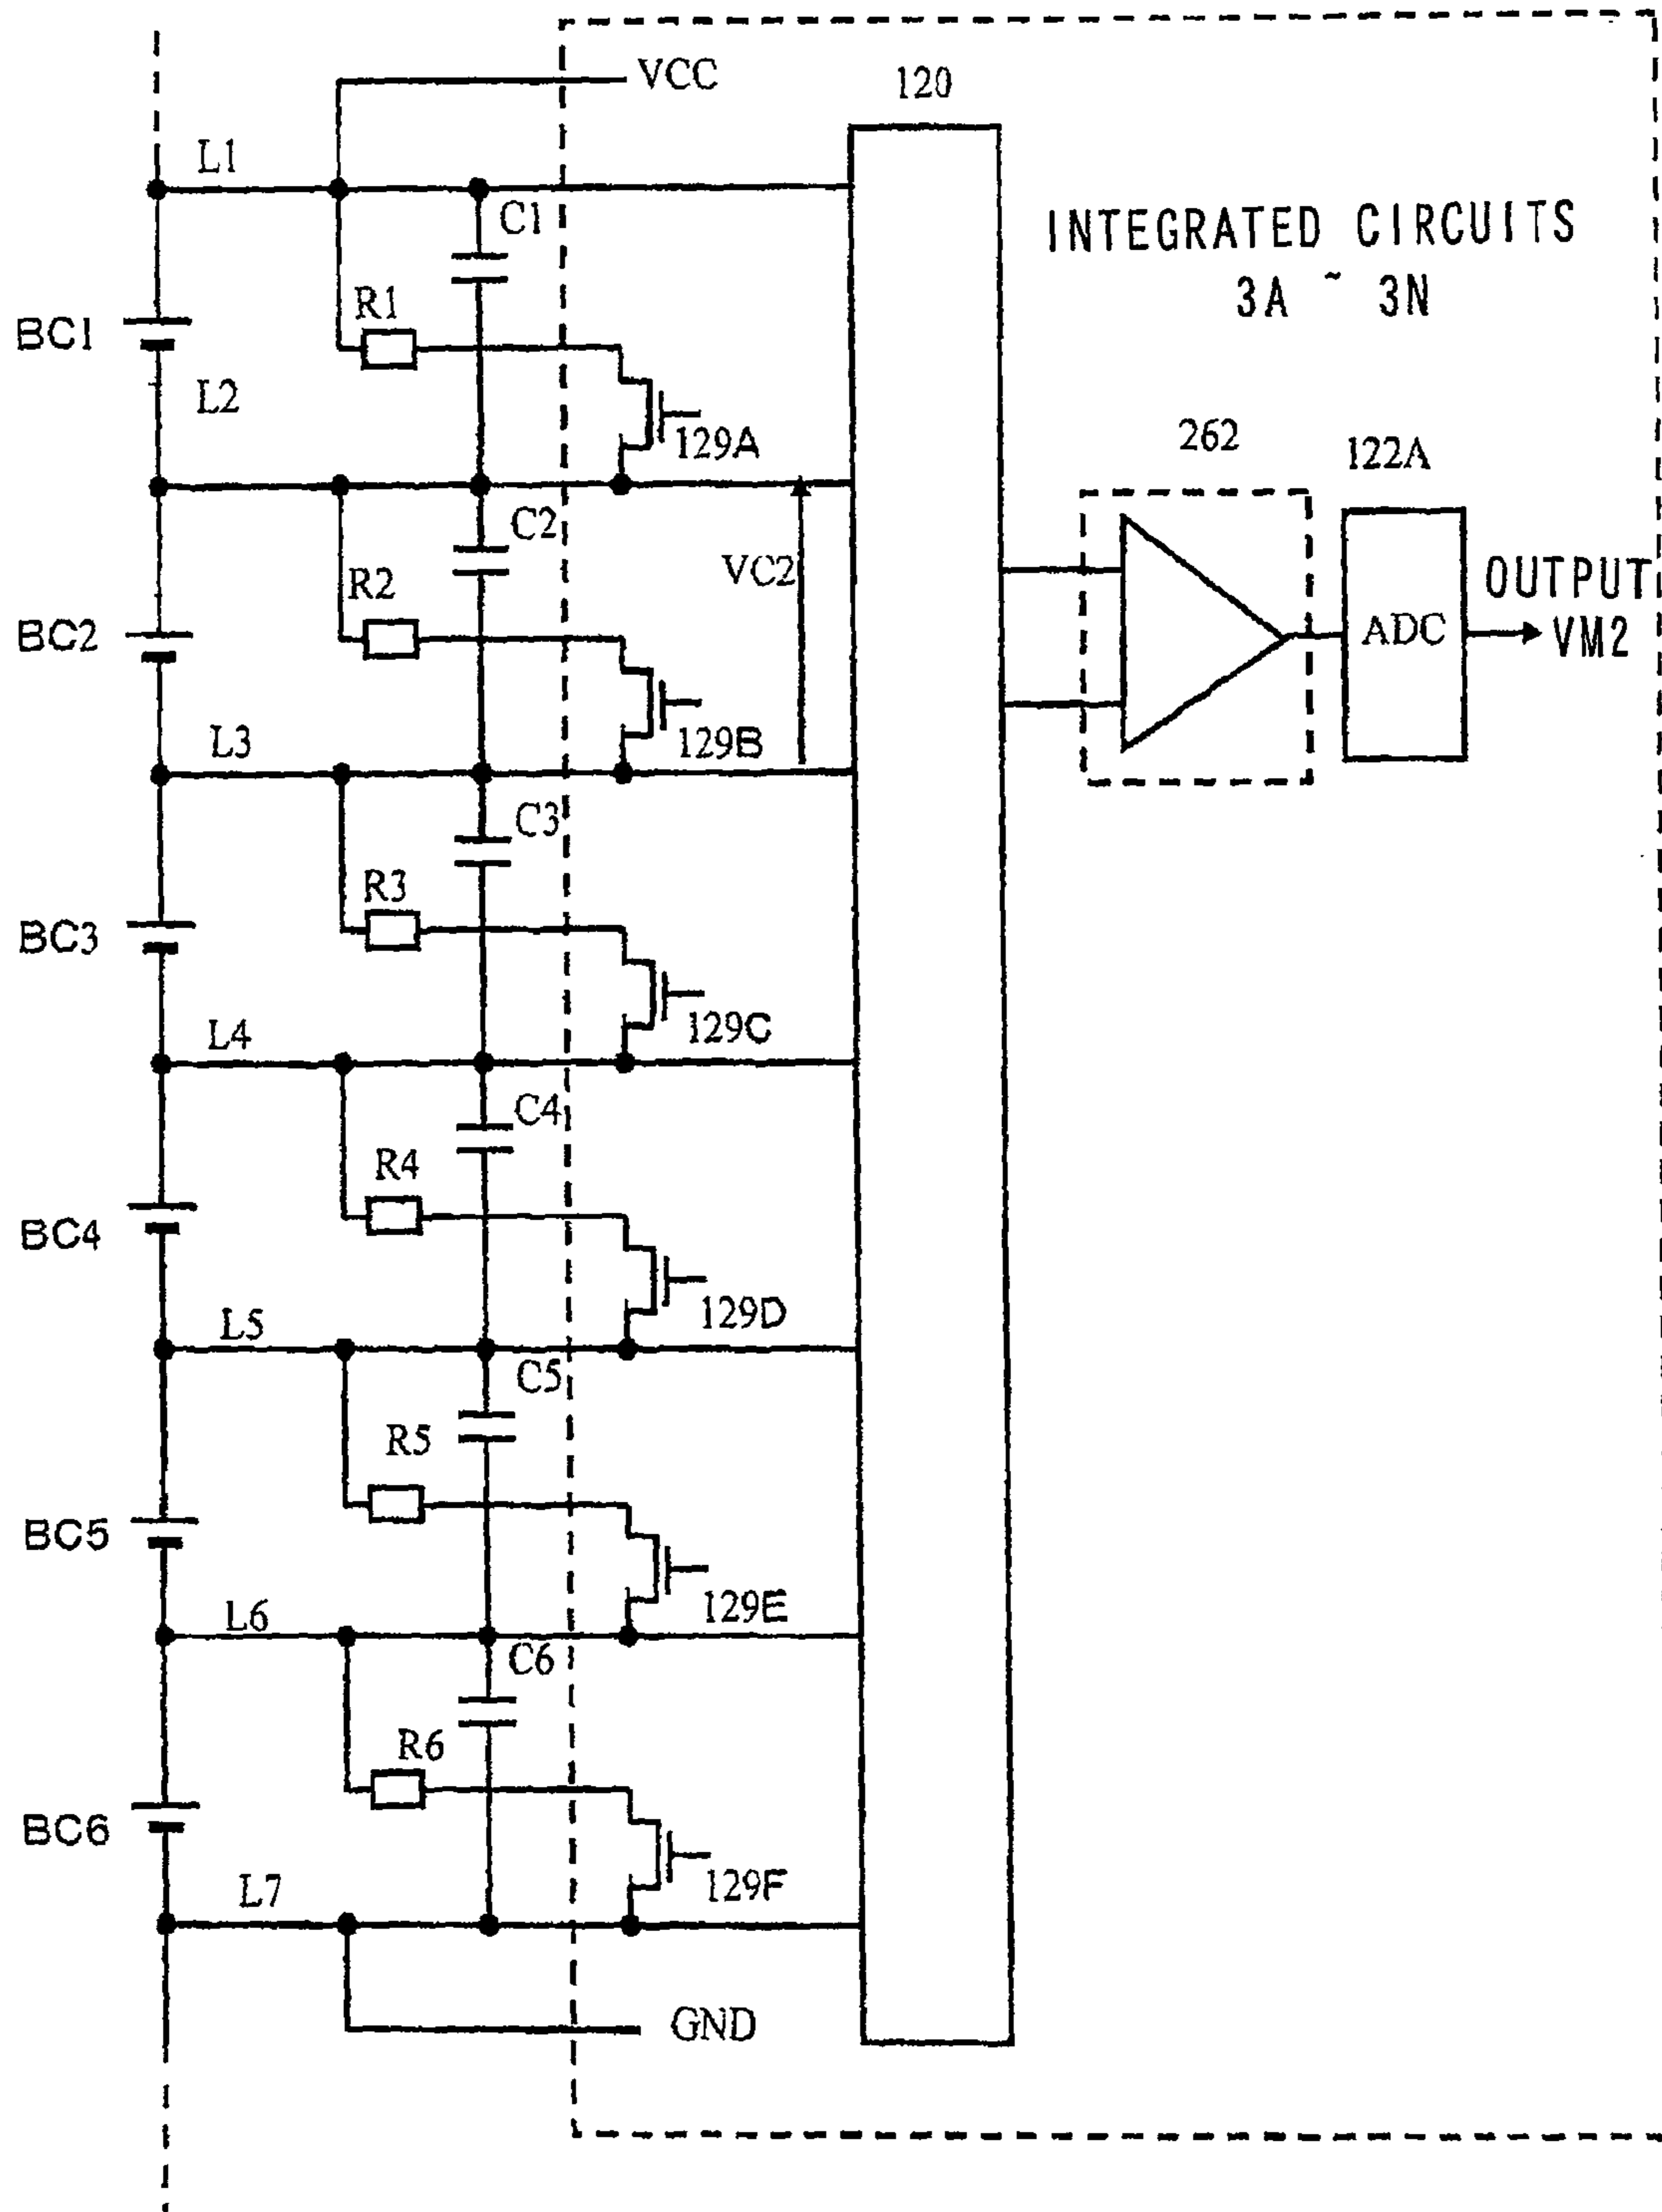 VCC
120
L1
C1
INTEGRATED CIRCUITS
3A ~ 3N
R1
BC1
L2
129A
262
122A
C2
VC2
R2
OUTPUT
VM2
ADC
BC2
129B
L3
C3
R3
BC3
129C
L4
C4
R4
BC4
129D
L5
C5
R5
BC5
129E
L6
C6
R6
BC6
129F
L7
GND